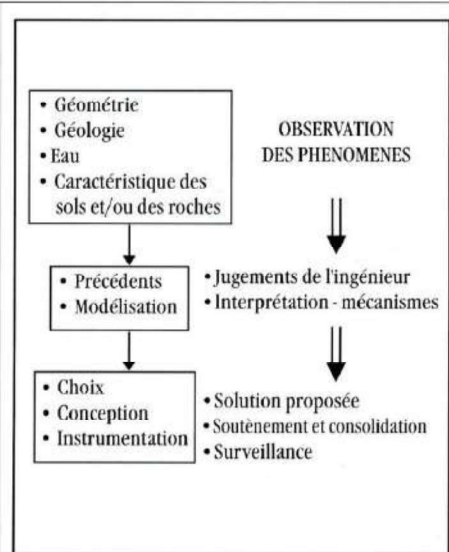 • Géométrie
• Géologie
• Eau
• Caractéristique des
sols et/ou des roches
OBSERVATION
DES PHENOMENES
• Précédents
• Modélisation
• Jugements de l'ingénieur
• Interprétation - mécanismes
• Choix
• Conception
• Instrumentation
• Solution proposée
• Soutènement et consolidation
• Surveillance